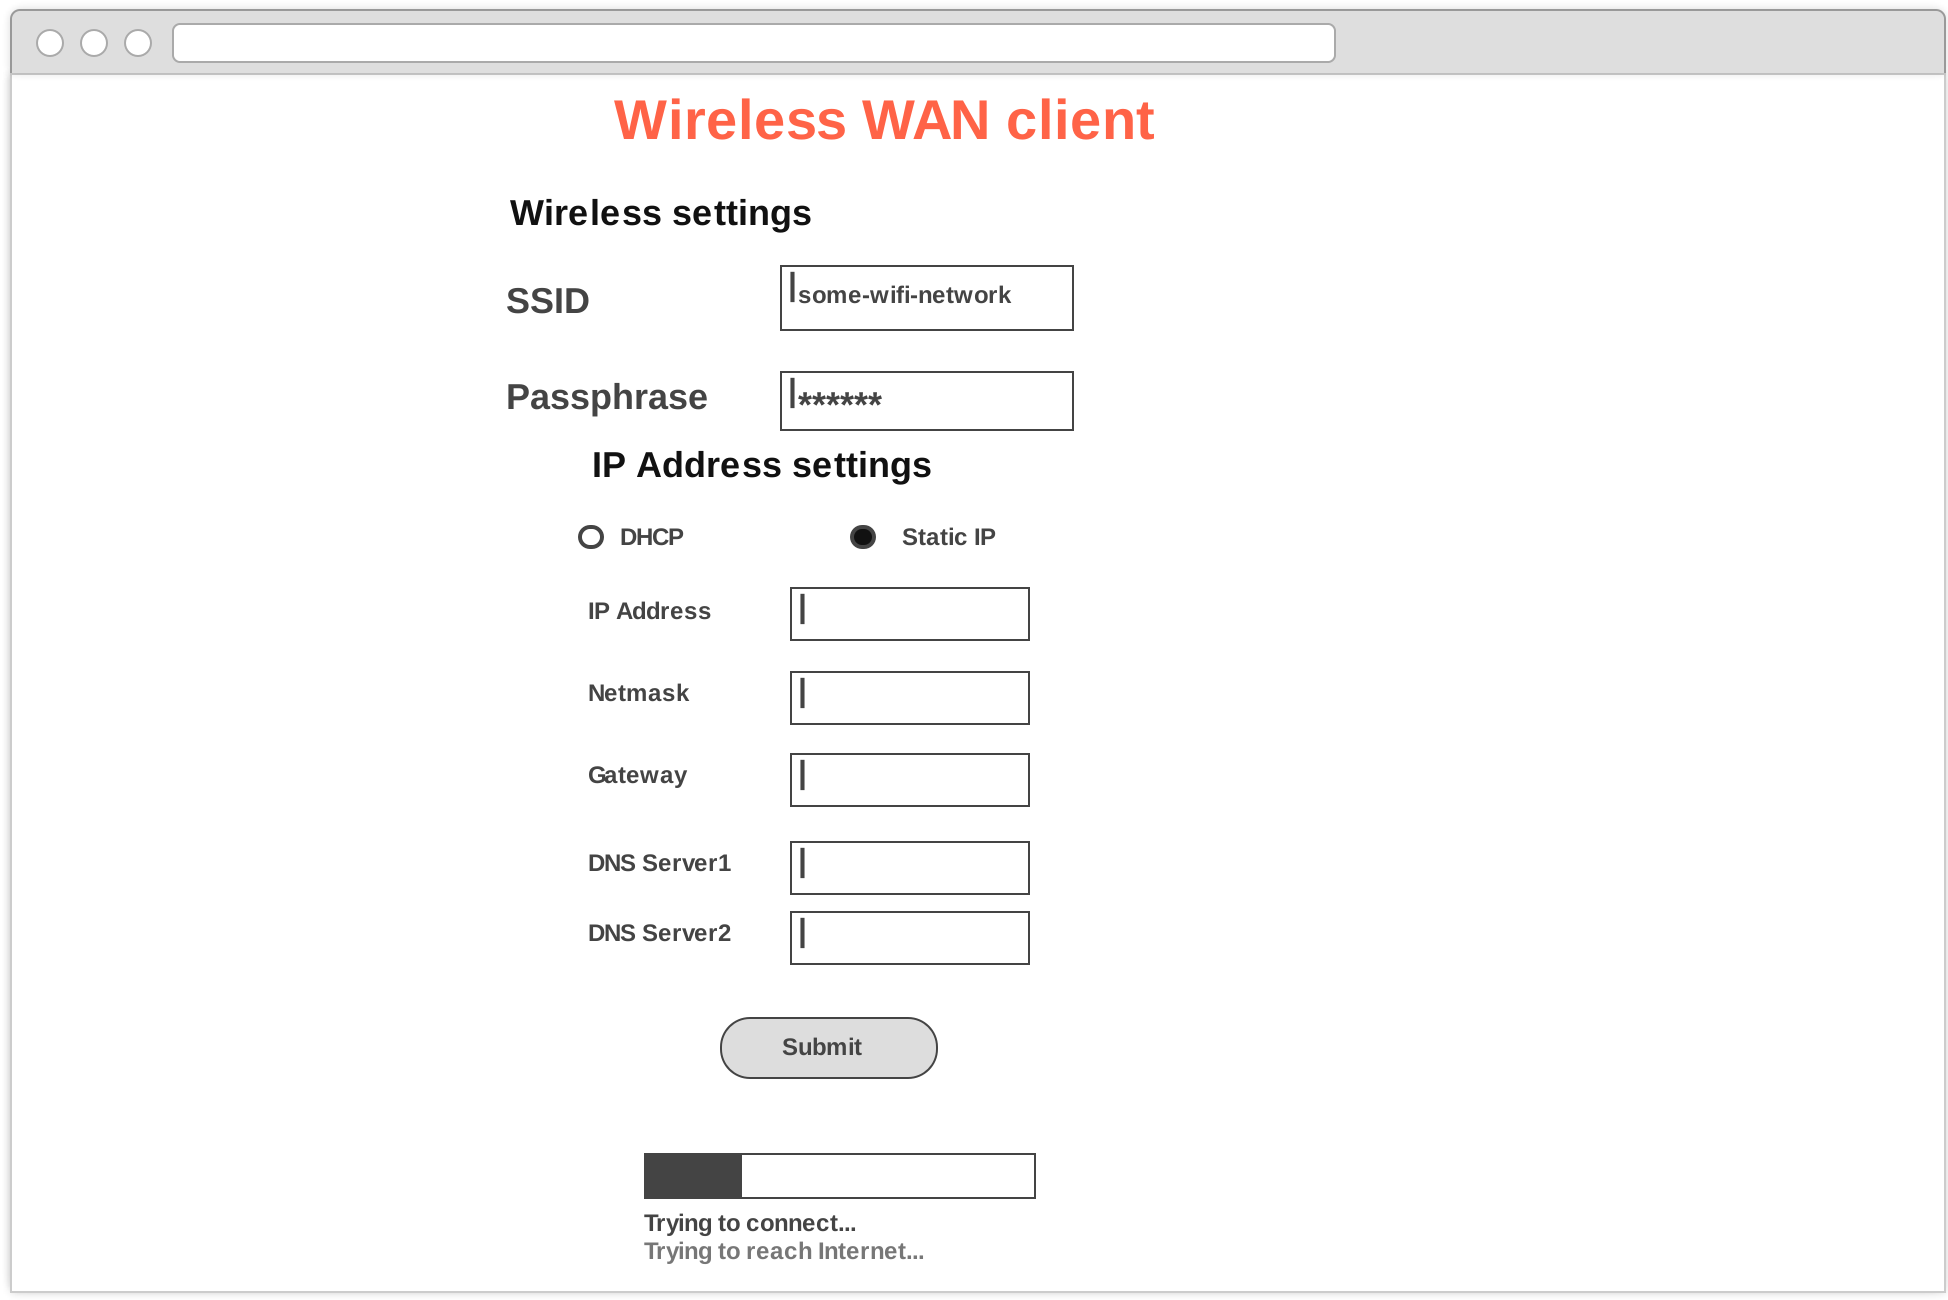 Wireless WAN client
Wireless settings
SSID
some-wifi-network
Passphrase
******
IP Address settings
DHCP
Static IP
IP Address
Netmask
Gateway
DNS Server1
DNS Server2
Submit
Trying to connect...
Trying to reach Internet...